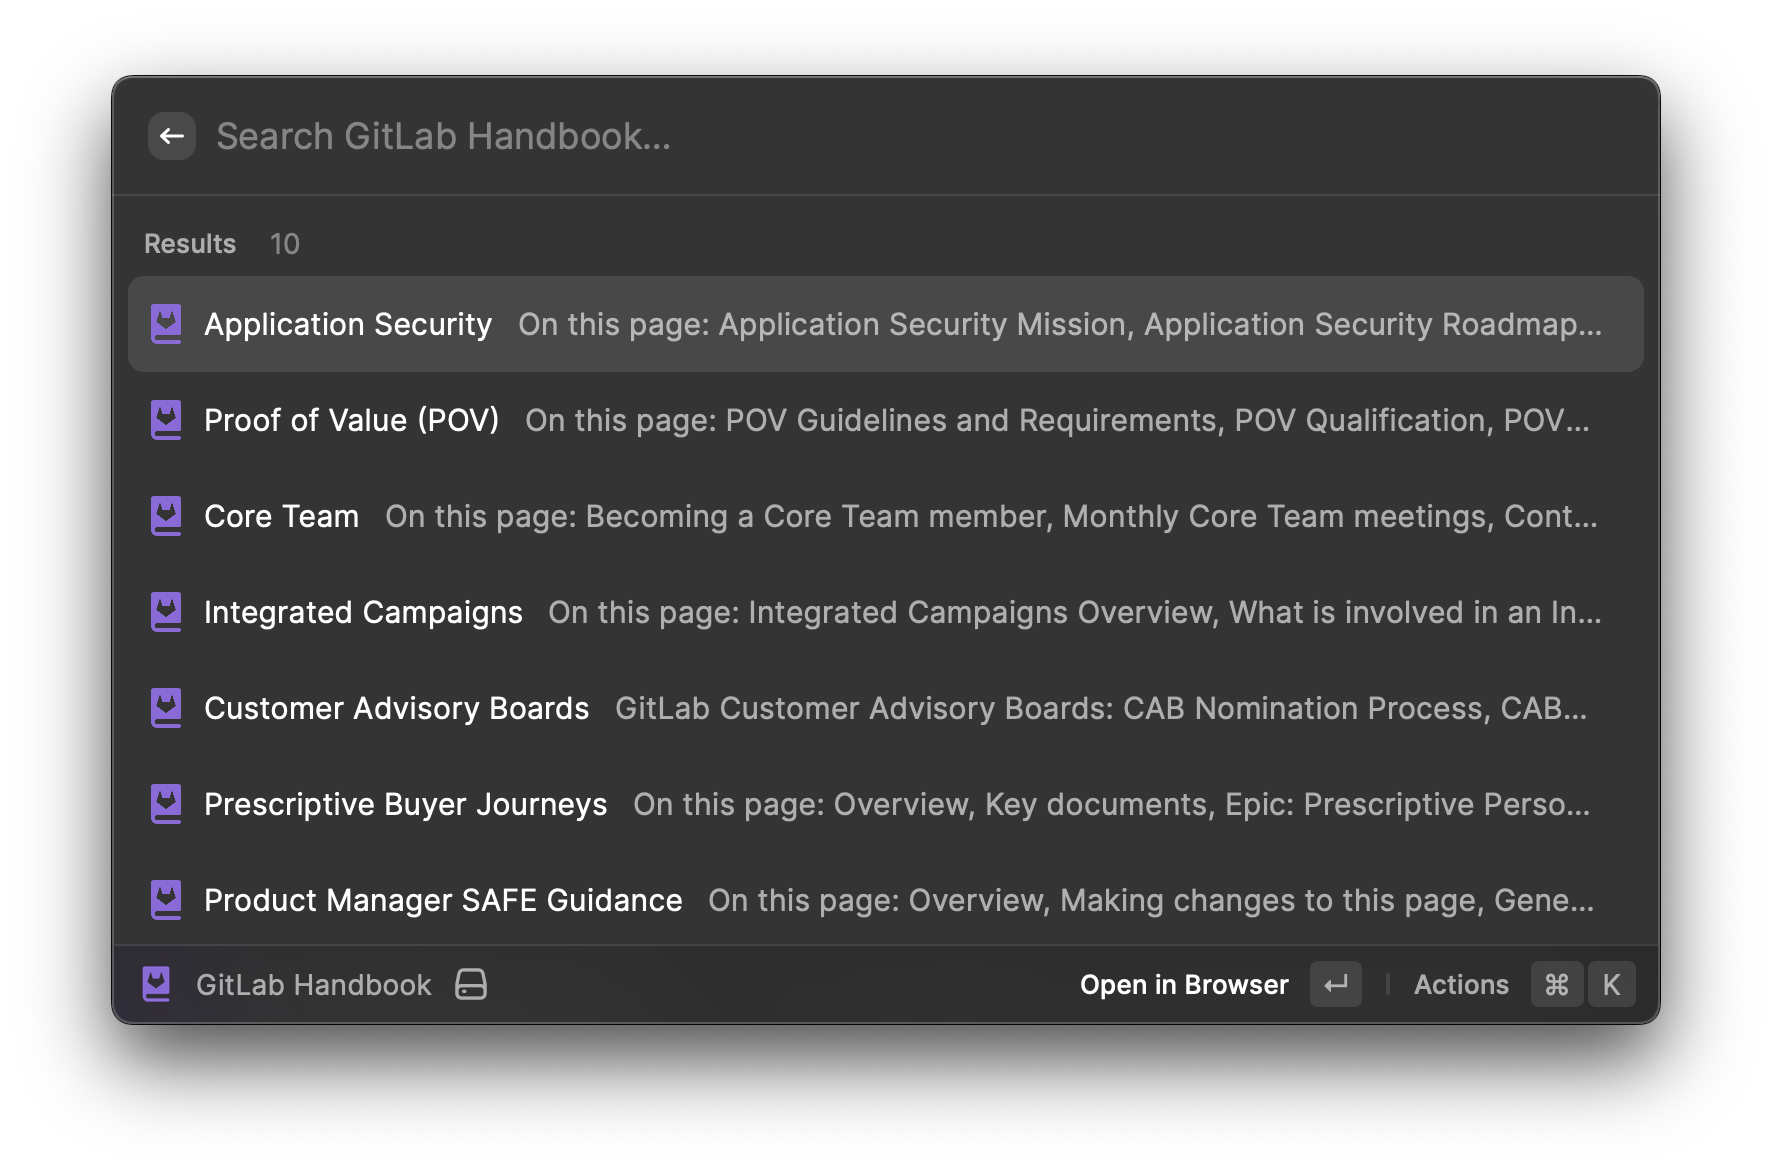 Search GitLab Handbook...
Results 10
Application Security On this page: Application Security Mission, Application Security Roadmap...
Proof of Value (POV) On this page: POV Guidelines and Requirements, POV Qualification, POV...
Core Team On this page: Becoming a Core Team member, Monthly Core Team meetings, Cont...
Integrated Campaigns On this page: Integrated Campaigns Overview, What is involved in an In...
Customer Advisory Boards GitLab Customer Advisory Boards: CAB Nomination Process, CAB...
Prescriptive Buyer Journeys On this page: Overview, Key documents, Epic: Prescriptive Perso...
Product Manager SAFE Guidance On this page: Overview, Making changes to this page, Gene...
GitLab Handbook Open in Browser ↵ | Actions ⌘ K